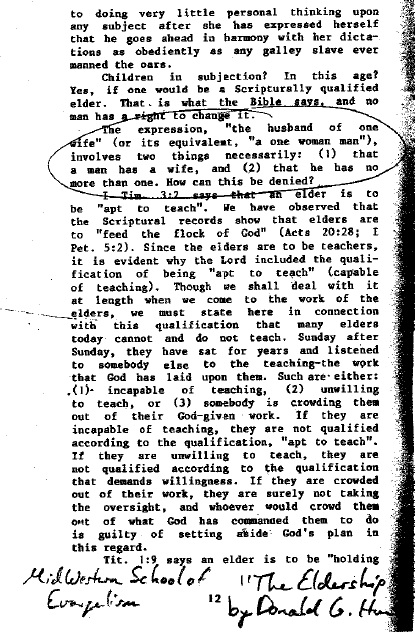 to doing very little personal thinking upon
any subject after she has expressed herself
that he goes ahead in harmony with her dicta-
tions as obediently as any galley slave ever
manned the oars.
Children in subjection? In this age?
Yes, if one would be a Scripturally qualified
elder. That is what the Bible says, and no
man has a right to change it.
The expression, "the husband of one
wife" (or its equivalent, "a one woman man"),
involves two things necessarily: (1) that
a man has a wife, and (2) that he has no
more than one. How can this be denied?
I Tim. 3:2 says that an elder is to
be "apt to teach". We have observed that
the Scriptural records show that elders are
to "feed the flock of God" (Acts 20:28; I
Pet. 5:2). Since the elders are to be teachers,
it is evident why the Lord included the quali-
fication of being "apt to teach" (capable
of teaching). Though we shall deal with it
at length when we come to the work of the
elders, we must state here in connection
with this qualification that many elders
today cannot and do not teach. Sunday after
Sunday, they have sat for years and listened
to somebody else to the teaching-the work
that God has laid upon them. Such are either:
(1) incapable of teaching, (2) unwilling
to teach, or (3) somebody is crowding them
out of their God-given work. If they are
incapable of teaching, they are not qualified
according to the qualification, "apt to teach".
If they are unwilling to teach, they are
not qualified according to the qualification
that demands willingness. If they are crowded
out of their work, they are surely not taking
the oversight, and whoever would crowd them
out of what God has commanded them to do
is guilty of setting aside God's plan in
this regard.
Tit. 1:9 says an elder is to be "holding
MidWestern School of
Evangelism
12
"The Eldership
by Donald G.